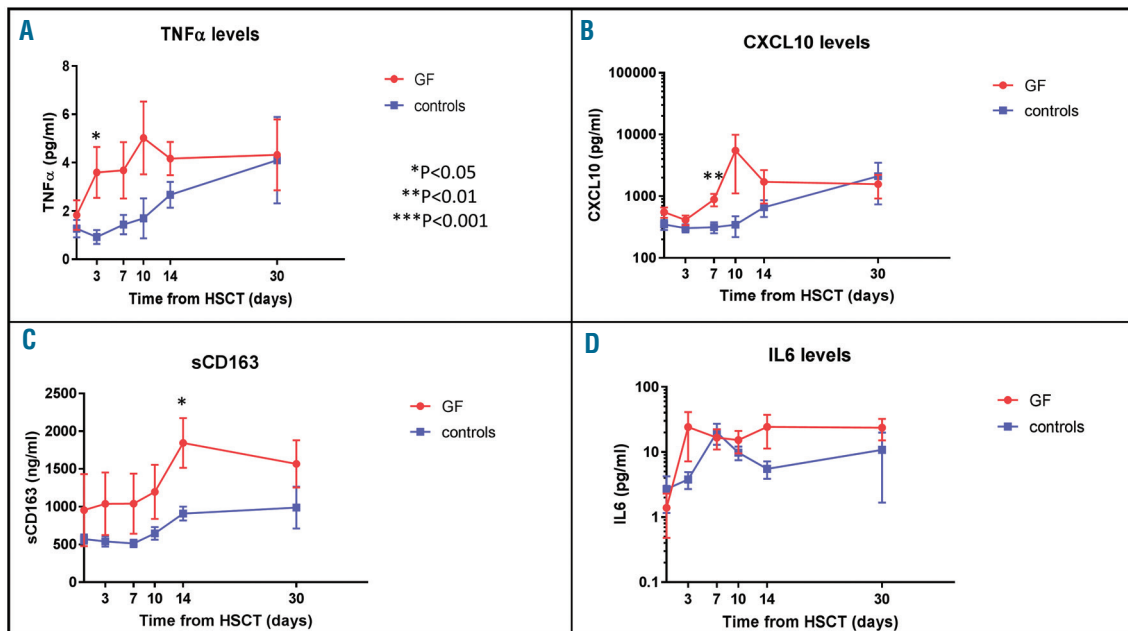 A
TNFα levels
8
6
4
2
0
TNFα (pg/ml)
3 7 10 14 30
Time from HSCT (days)
*
GF
controls
*P<0.05
**P<0.01
***P<0.001
B
CXCL10 levels
100000
10000
1000
100
CXCL10 (pg/ml)
3 7 10 14 30
Time from HSCT (days)
**
GF
controls
C
sCD163
2500
2000
1500
1000
500
0
sCD163 (ng/ml)
3 7 10 14 30
Time from HSCT (days)
*
GF
controls
D
IL6 levels
100
10
1
0.1
IL6 (pg/ml)
3 7 10 14 30
Time from HSCT (days)
GF
controls